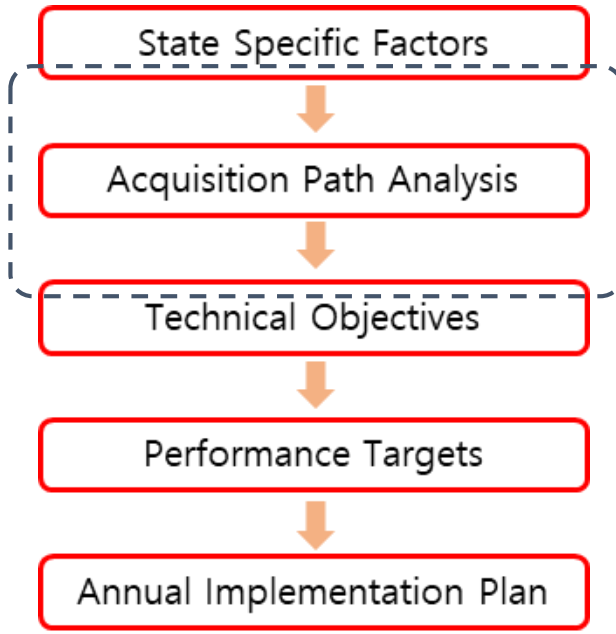 State Specific Factors
Acquisition Path Analysis
Technical Objectives
Performance Targets
Annual Implementation Plan